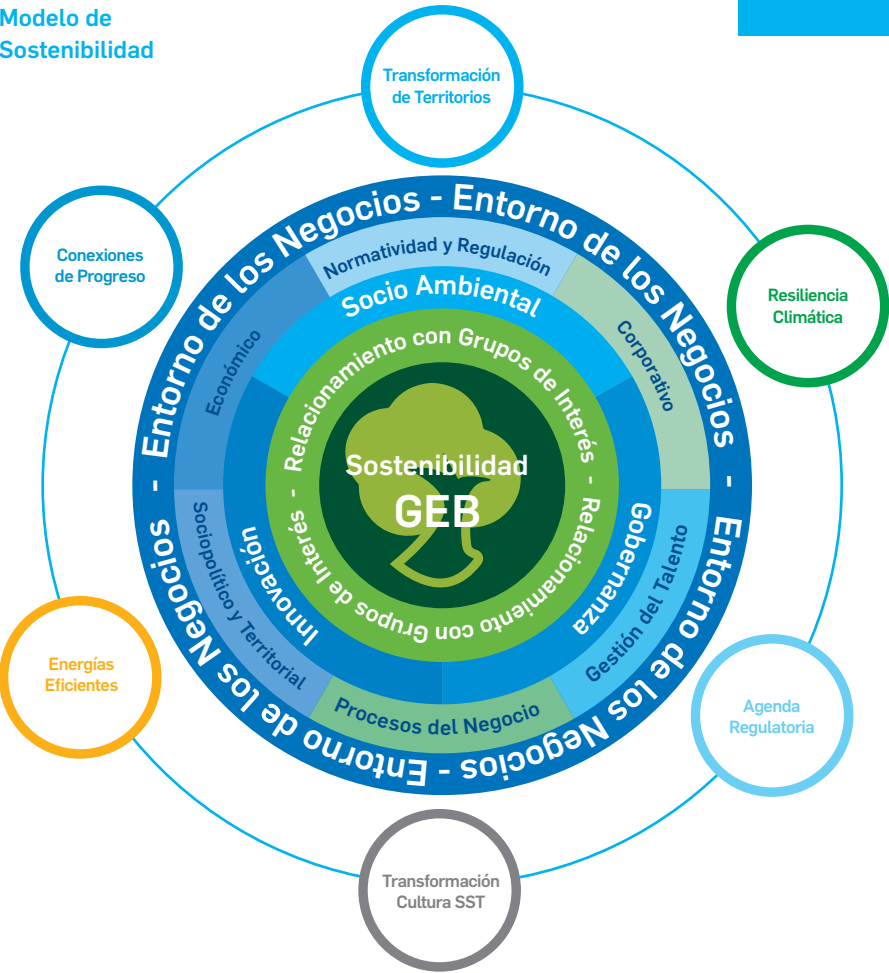 Modelo de
Sostenibilidad
Transformación
de Territorios
Conexiones
de Progreso
Resiliencia
Climática
Energías
Eficientes
Agenda
Regulatoria
Transformación
Cultura SST
Entorno de los Negocios - Entorno de los Negocios - Entorno de los Negocios - Entorno de los Negocios -
Normatividad y Regulación
Corporativo
Gestión del Talento
Procesos del Negocio
Sociopolítico y Territorial
Económico
Socio Ambiental
Gobernanza
Innovación
Relacionamiento con Grupos de Interés - Relacionamiento con Grupos de Interés -
Sostenibilidad
GEB